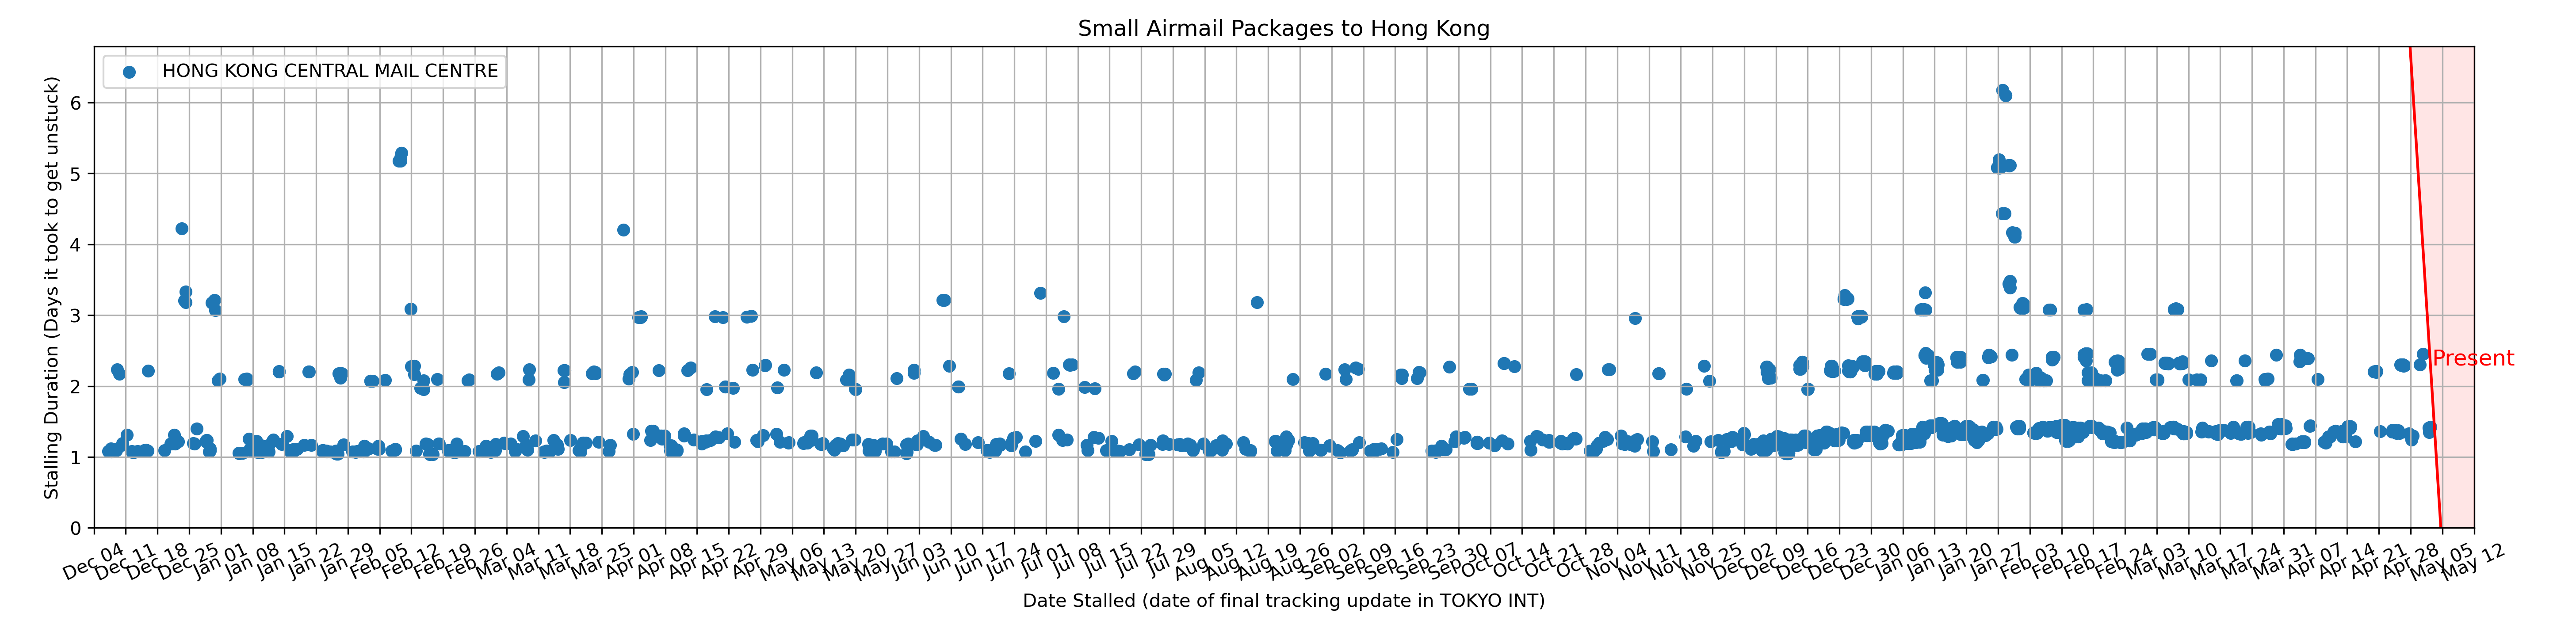 Small Airmail Packages to Hong Kong
HONG KONG CENTRAL MAIL CENTRE
Stalling Duration (Days it took to get unstuck)
6
5
4
3
2
1
0
Present
Dec 04
Dec 11
Dec 18
Dec 25
Jan 01
Jan 08
Jan 15
Jan 22
Jan 29
Feb 05
Feb 12
Feb 19
Feb 26
Mar 04
Mar 11
Mar 18
Mar 25
Apr 01
Apr 08
Apr 15
Apr 22
Apr 29
May 06
May 13
May 20
May 27
Jun 03
Jun 10
Jun 17
Jun 24
Jul 01
Jul 08
Jul 15
Jul 22
Jul 29
Aug 05
Aug 12
Aug 19
Aug 26
Sep 02
Sep 09
Sep 16
Sep 23
Sep 30
Oct 07
Oct 14
Oct 21
Oct 28
Nov 04
Nov 11
Nov 18
Nov 25
Dec 02
Dec 09
Dec 16
Dec 23
Dec 30
Jan 06
Jan 13
Jan 20
Jan 27
Feb 03
Feb 10
Feb 17
Feb 24
Mar 03
Mar 10
Mar 17
Mar 24
Mar 31
Apr 07
Apr 14
Apr 21
Apr 28
May 05
May 12
Date Stalled (date of final tracking update in TOKYO INT)